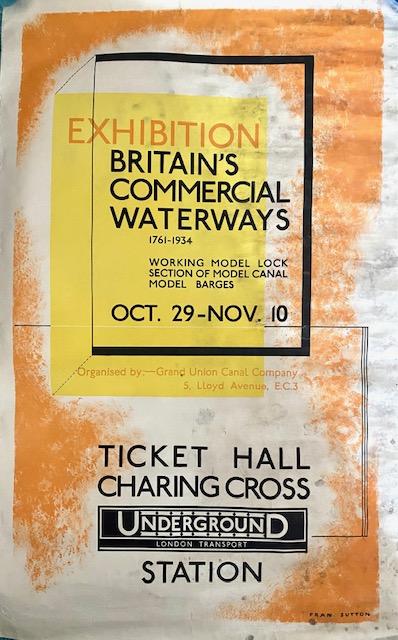 EXHIBITION
BRITAIN'S
COMMERCIAL
WATERWAYS
1761-1934
WORKING MODEL LOCK
SECTION OF MODEL CANAL
MODEL BARGES
OCT. 29-NOV. 10
Organised by:—Grand Union Canal Company
5, Lloyd Avenue, E.C.3
TICKET HALL
CHARING CROSS
UNDERGROUND
LONDON TRANSPORT
STATION
FRAN SUTTON